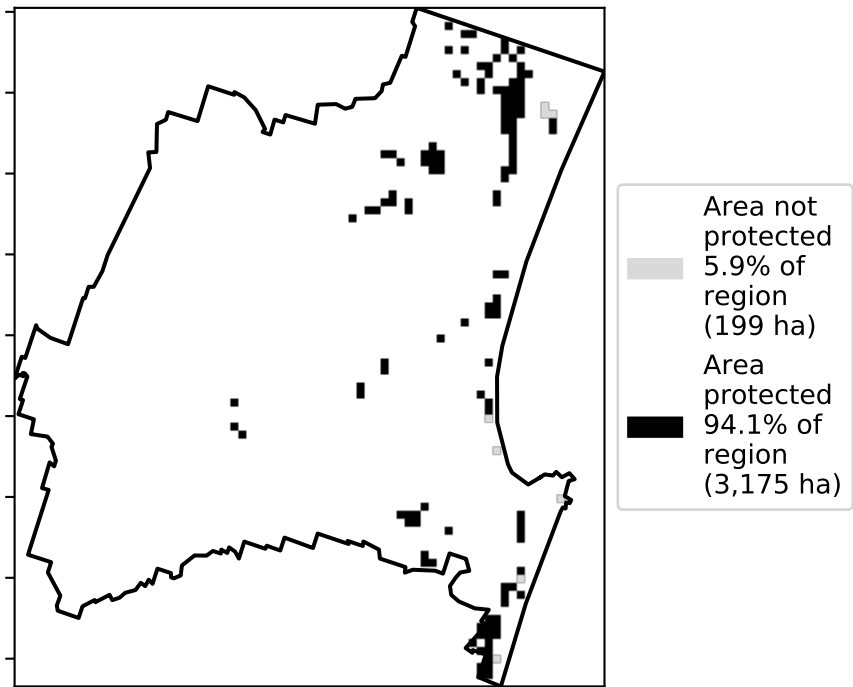 Area not
protected
5.9% of
region
(199 ha)
Area
protected
94.1% of
region
(3,175 ha)